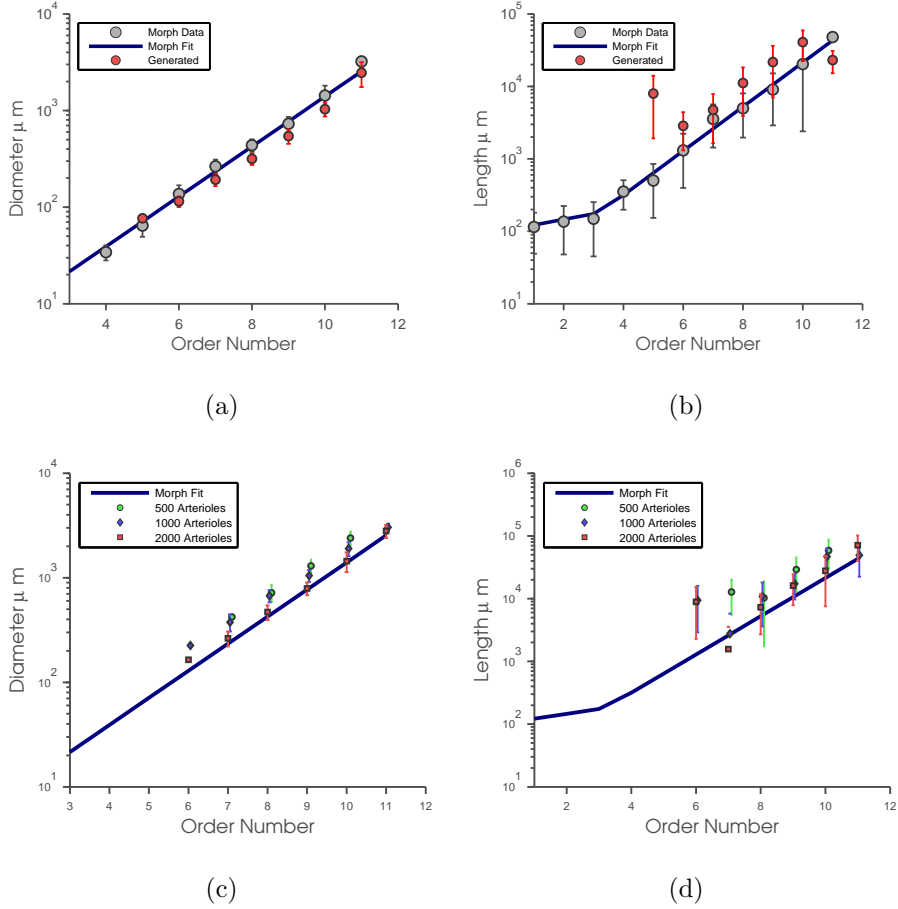 10^5
10^4
10^3
10^2
10^1
Diameter μ m
Morph Data
Morph Fit
Generated
4 6 8 10 12
Order Number
(a)
10^5
10^4
10^3
10^2
10^1
Length μ m
Morph Data
Morph Fit
Generated
2 4 6 8 10 12
Order Number
(b)
10^4
10^3
10^2
10^1
Diameter μ m
Morph Fit
500 Arterioles
1000 Arterioles
2000 Arterioles
3 4 5 6 7 8 9 10 11 12
Order Number
(c)
10^6
10^5
10^4
10^3
10^2
10^1
Length μ m
Morph Fit
500 Arterioles
1000 Arterioles
2000 Arterioles
2 4 6 8 10 12
Order Number
(d)